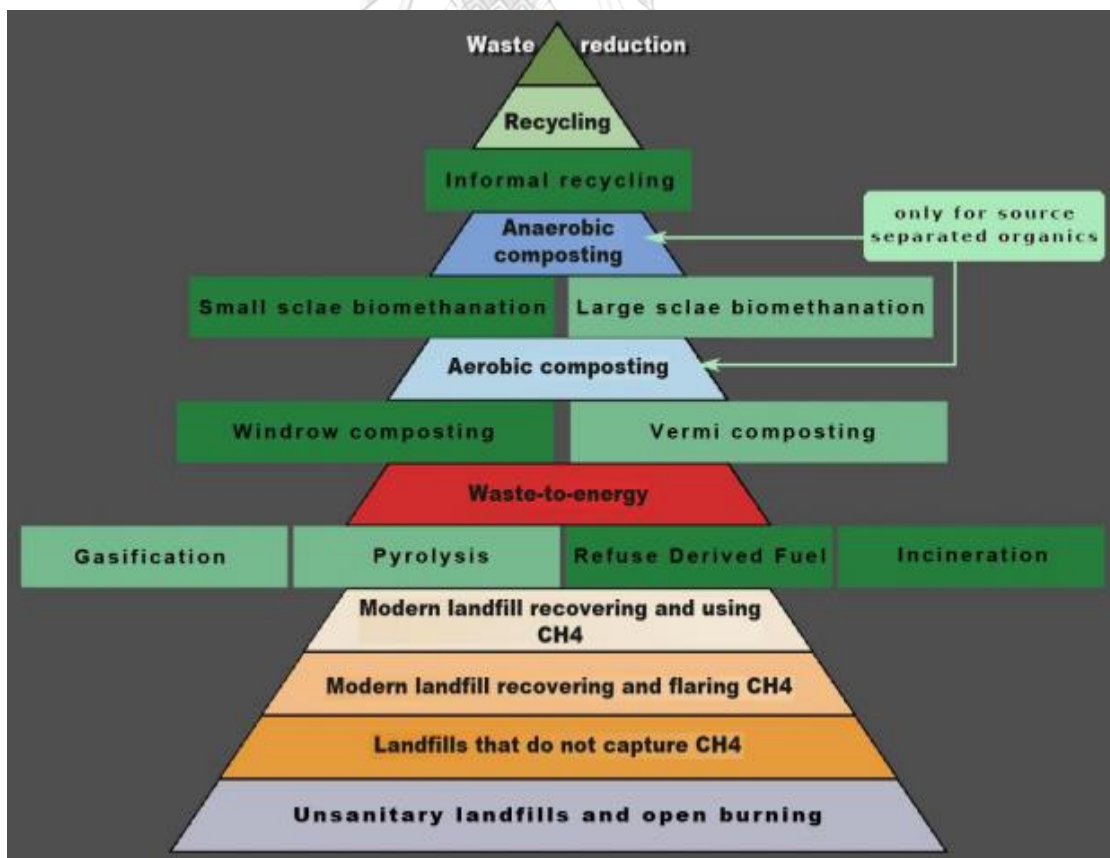 Waste reduction
Recycling
Informal recycling
Anaerobic
composting
only for source
separated organics
Small sclae biomethanation
Large sclae biomethanation
Aerobic composting
Windrow composting
Vermi composting
Waste-to-energy
Gasification
Pyrolysis
Refuse Derived Fuel
Incineration
Modern landfill recovering and using
CH4
Modern landfill recovering and flaring CH4
Landfills that do not capture CH4
Unsanitary landfills and open burning